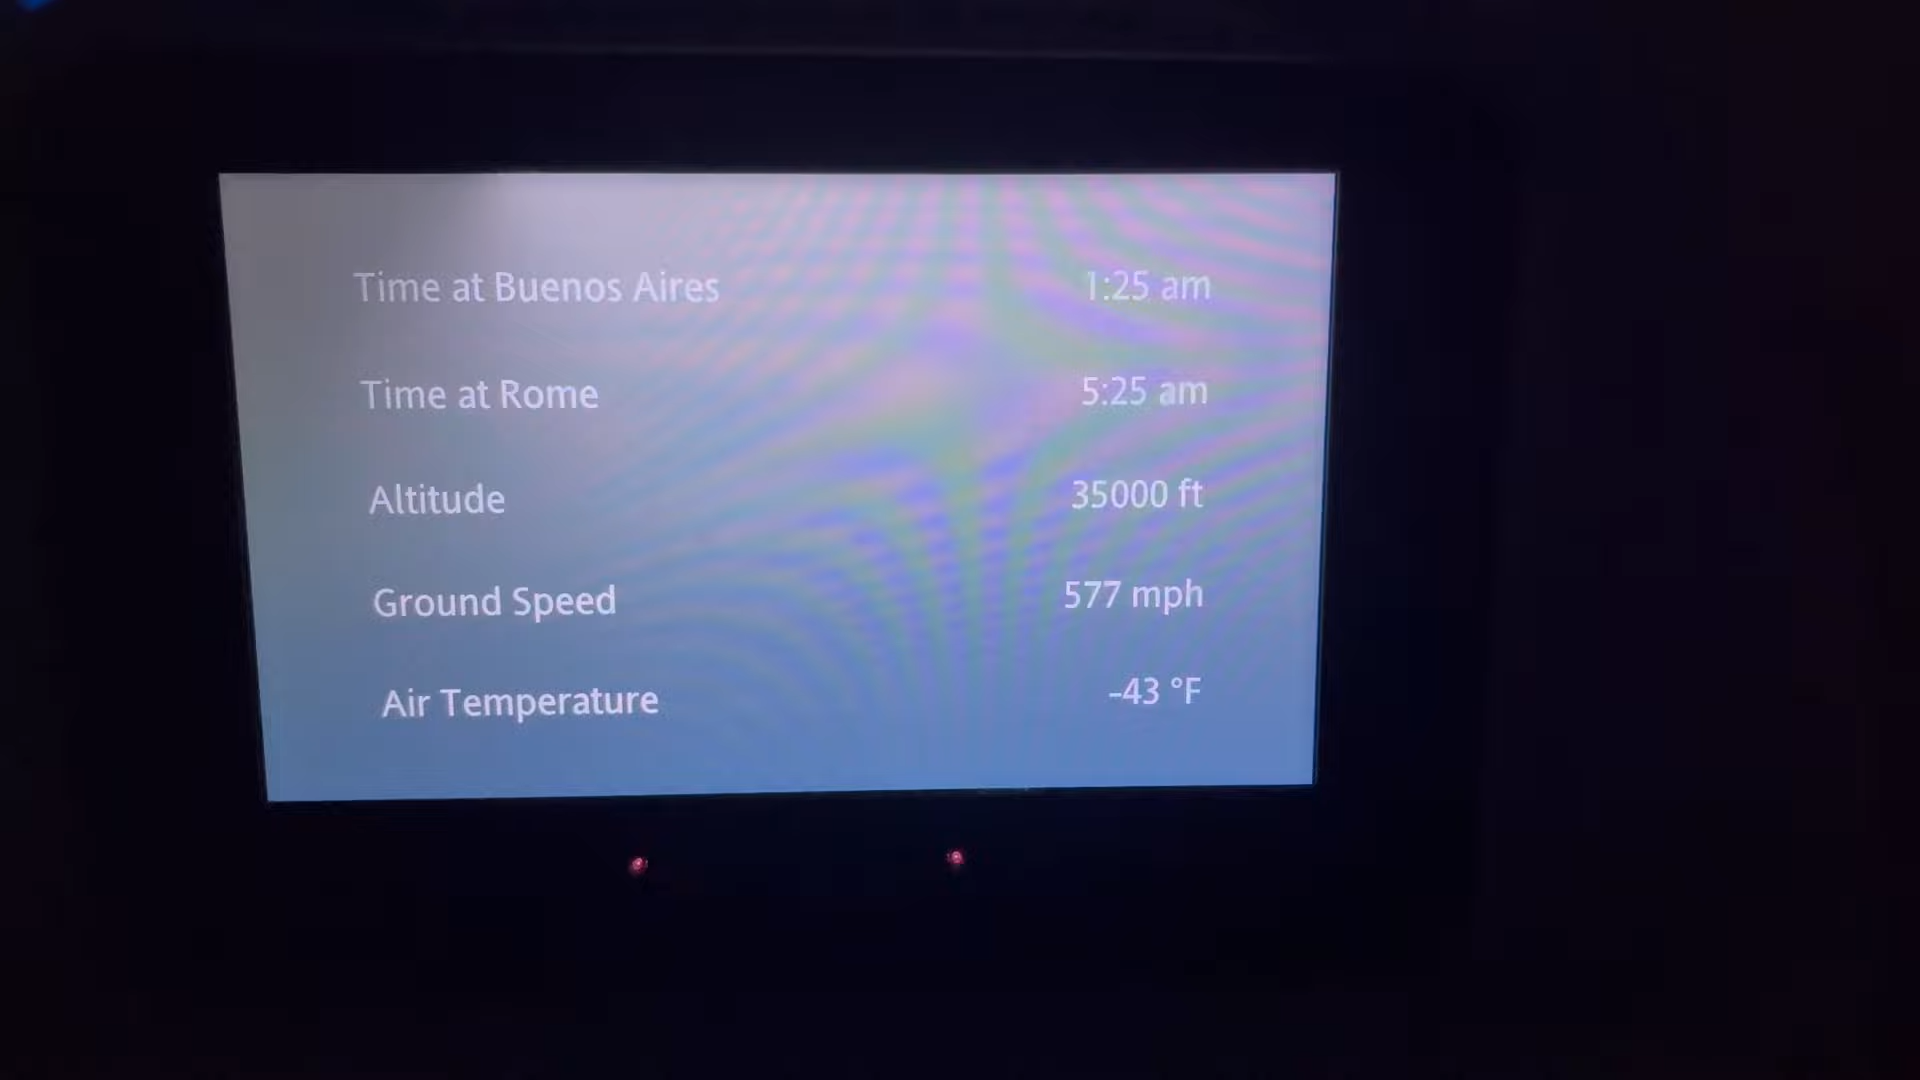 Time at Buenos Aires 1:25 am
Time at Rome 5:25 am
Altitude 35000 ft
Ground Speed 577 mph
Air Temperature -43 °F